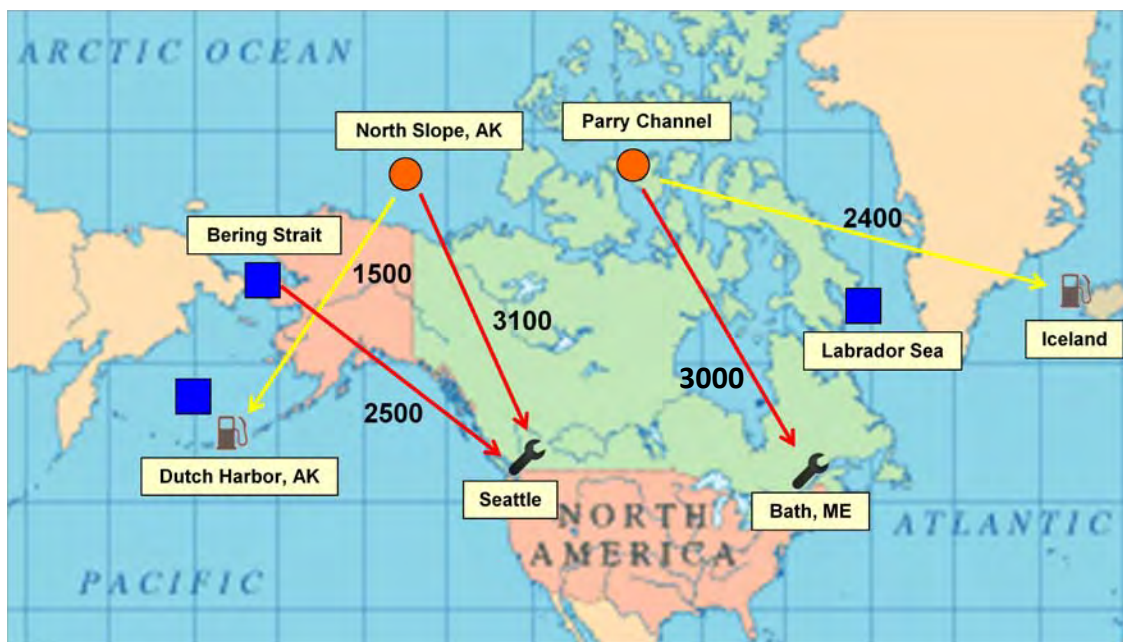 ARCTIC OCEAN
North Slope, AK
Parry Channel
Bering Strait
2400
1500
3100
Labrador Sea
Iceland
3000
2500
Dutch Harbor, AK
Seattle
Bath, ME
NORTH
AMERICA
ATLANTIC
PACIFIC